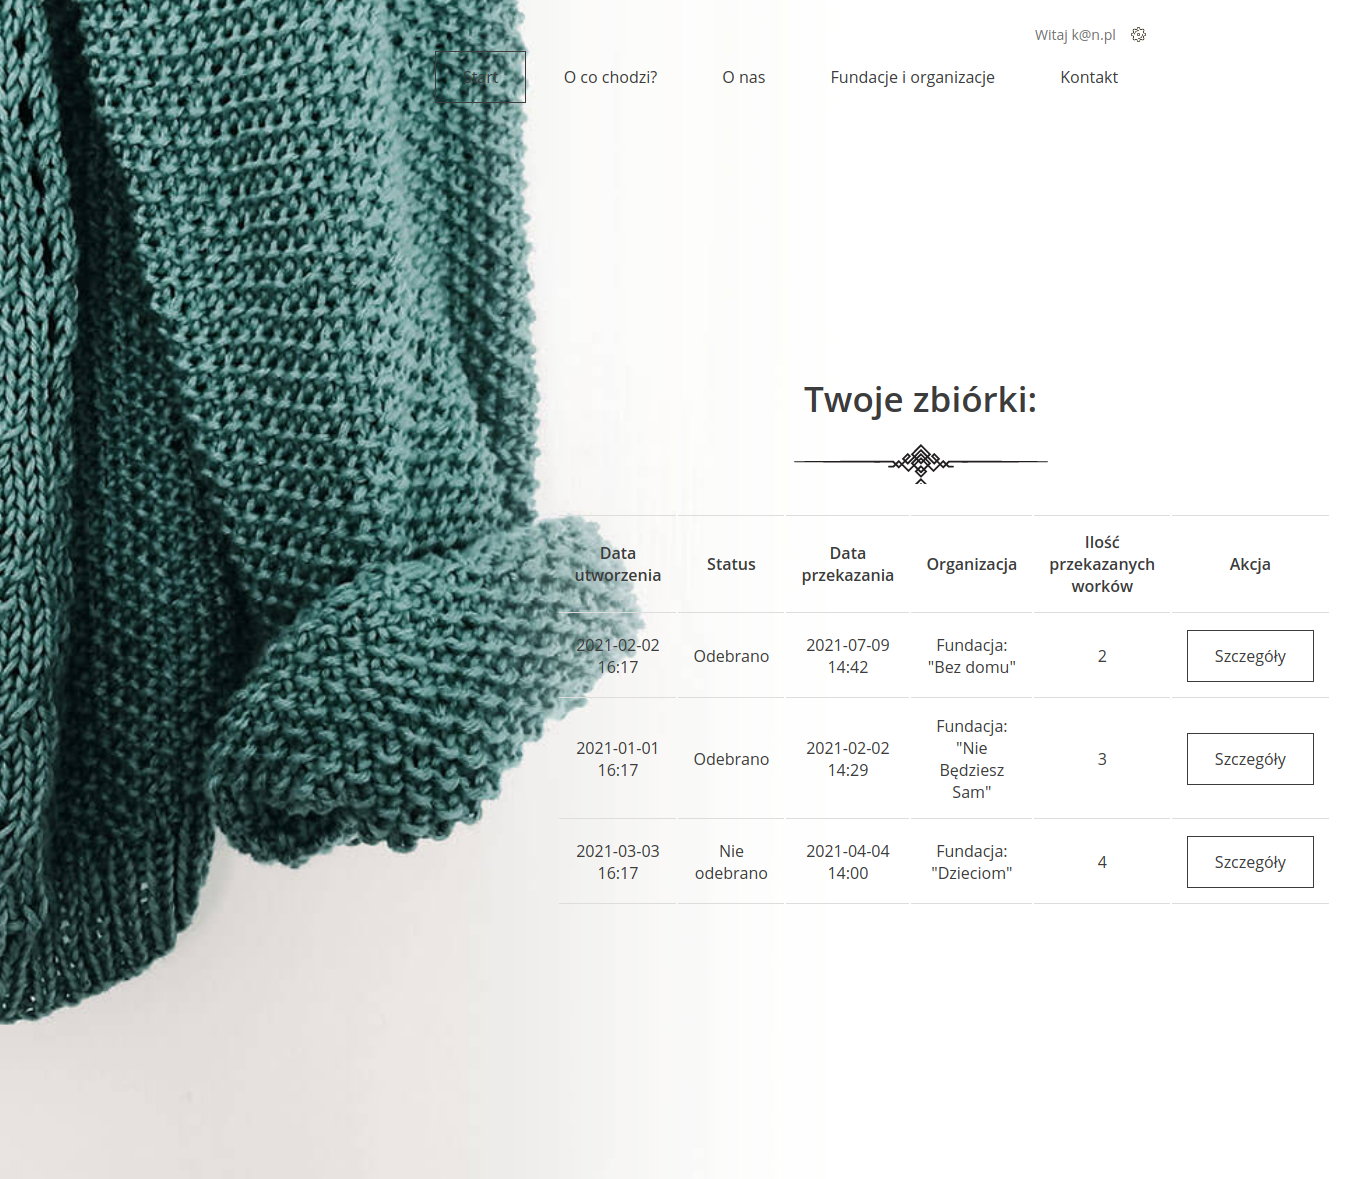 Witaj k@n.pl
Start O co chodzi? O nas Fundacje i organizacje Kontakt
Twoje zbiórki:
Data utworzenia Status Data przekazania Organizacja Ilość przekazanych worków Akcja
2021-02-02 16:17 Odebrano 2021-07-09 14:42 Fundacja: "Bez domu" 2 Szczegóły
2021-01-01 16:17 Odebrano 2021-02-02 14:29 Fundacja: "Nie Będziesz Sam" 3 Szczegóły
2021-03-03 16:17 Nie odebrano 2021-04-04 14:00 Fundacja: "Dzieciom" 4 Szczegóły